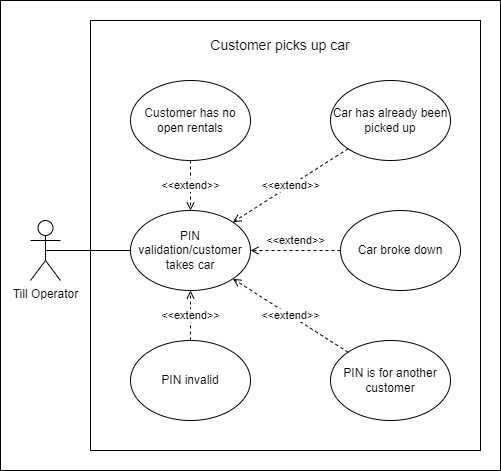 Customer picks up car
Customer has no
open rentals
Car has already been
picked up
<<extend>>
<<extend>>
PIN
validation/customer
takes car
<<extend>>
Car broke down
Till Operator
<<extend>>
<<extend>>
PIN invalid
PIN is for another
customer